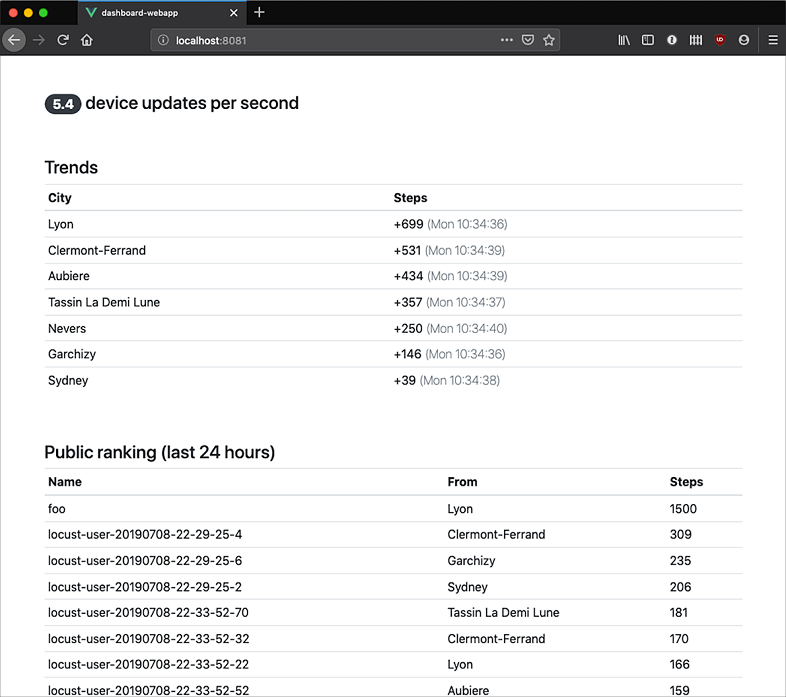 dashboard-webapp
localhost:8081
5.4 device updates per second
Trends
City Steps
Lyon +699 (Mon 10:34:36)
Clermont-Ferrand +531 (Mon 10:34:39)
Aubiere +434 (Mon 10:34:39)
Tassin La Demi Lune +357 (Mon 10:34:37)
Nevers +250 (Mon 10:34:40)
Garchizy +146 (Mon 10:34:36)
Sydney +39 (Mon 10:34:38)
Public ranking (last 24 hours)
Name From Steps
foo Lyon 1500
locust-user-20190708-22-29-25-4 Clermont-Ferrand 309
locust-user-20190708-22-29-25-6 Garchizy 235
locust-user-20190708-22-29-25-2 Sydney 206
locust-user-20190708-22-33-52-70 Tassin La Demi Lune 181
locust-user-20190708-22-33-52-32 Clermont-Ferrand 170
locust-user-20190708-22-33-52-22 Lyon 166
locust-user-20190708-22-33-52-52 Aubiere 159